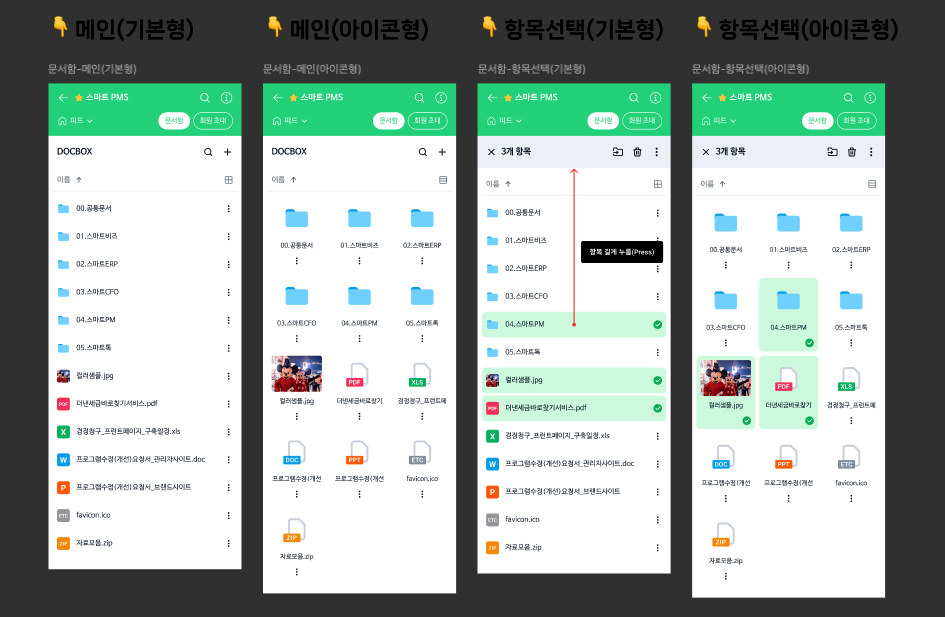 👇 메인(기본형)
문서함-메인(기본형)
스마트 PMS
피드
문서함
회원 초대
DOCBOX
이름
00.공통문서
01.스마트비즈
02.스마트ERP
03.스마트CFO
04.스마트PM
05.스마트톡
컬러샘플.jpg
PDF 더낸세금바로찾기서비스.pdf
X 경정청구_프런트페이지_구축일정.xls
W 프로그램수정(개선)요청서_관리자사이트.doc
P 프로그램수정(개선)요청서_브랜드사이트
ETC favicon.ico
ZIP 자료모음.zip
👇 메인(아이콘형)
문서함-메인(아이콘형)
스마트 PMS
피드
문서함
회원 초대
DOCBOX
이름
00.공통문서
01.스마트비즈
02.스마트ERP
03.스마트CFO
04.스마트PM
05.스마트톡
PDF
XLS
컬러샘플.jpg
더낸세금바로찾기
경정청구_프런트페
DOC
PPT
ETC
프로그램수정(개선
프로그램수정(개선
favicon.ico
ZIP
자료모음.zip
👇 항목선택(기본형)
문서함-항목선택(기본형)
스마트 PMS
피드
문서함
회원 초대
3개 항목
이름
00.공통문서
01.스마트비즈
항목 길게 누름(Press)
02.스마트ERP
03.스마트CFO
04.스마트PM
05.스마트톡
컬러샘플.jpg
PDF 더낸세금바로찾기서비스.pdf
X 경정청구_프런트페이지_구축일정.xls
W 프로그램수정(개선)요청서_관리자사이트.doc
P 프로그램수정(개선)요청서_브랜드사이트
ETC favicon.ico
ZIP 자료모음.zip
👇 항목선택(아이콘형)
문서함-항목선택(아이콘형)
스마트 PMS
피드
문서함
회원 초대
3개 항목
이름
00.공통문서
01.스마트비즈
02.스마트ERP
03.스마트CFO
04.스마트PM
05.스마트톡
PDF
XLS
컬러샘플.jpg
더낸세금바로찾기
경정청구_프런트페
DOC
PPT
ETC
프로그램수정(개선
프로그램수정(개선
favicon.ico
ZIP
자료모음.zip